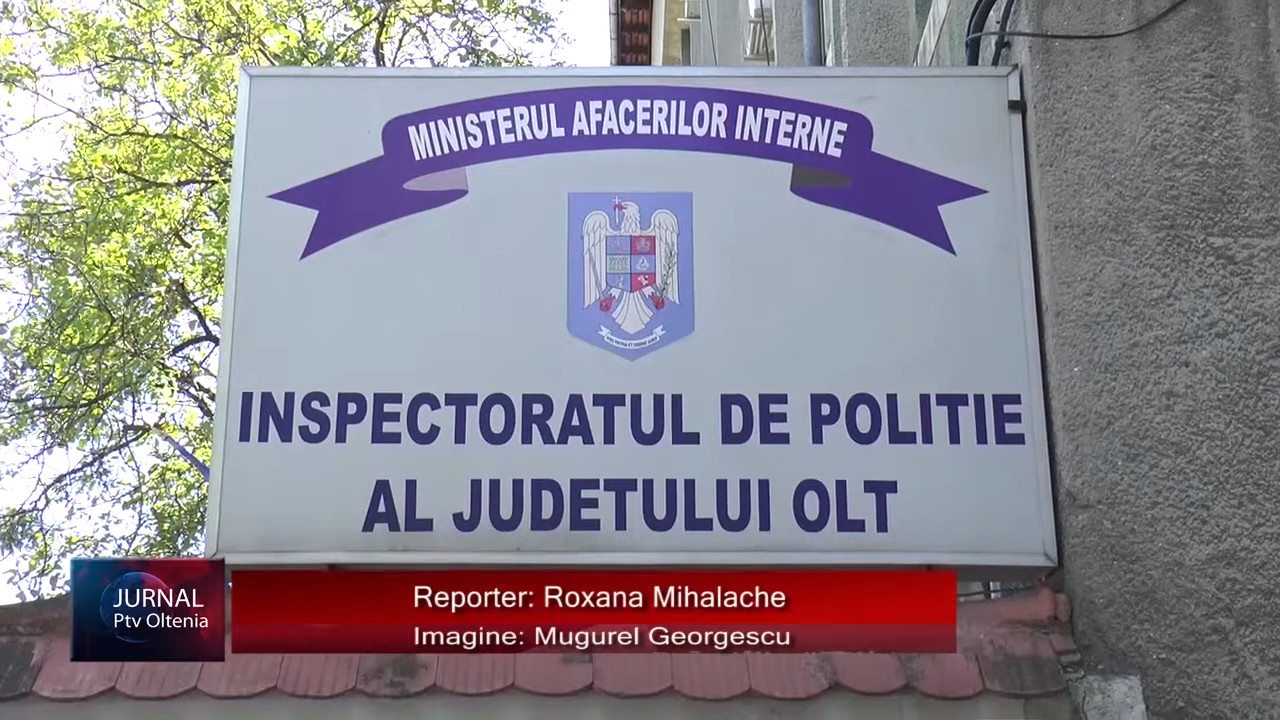 MINISTERUL AFACERILOR INTERNE
INSPECTORATUL DE POLITIE
AL JUDETULUI OLT
JURNAL
Ptv Oltenia
Reporter: Roxana Mihalache
Imagine: Mugurel Georgescu